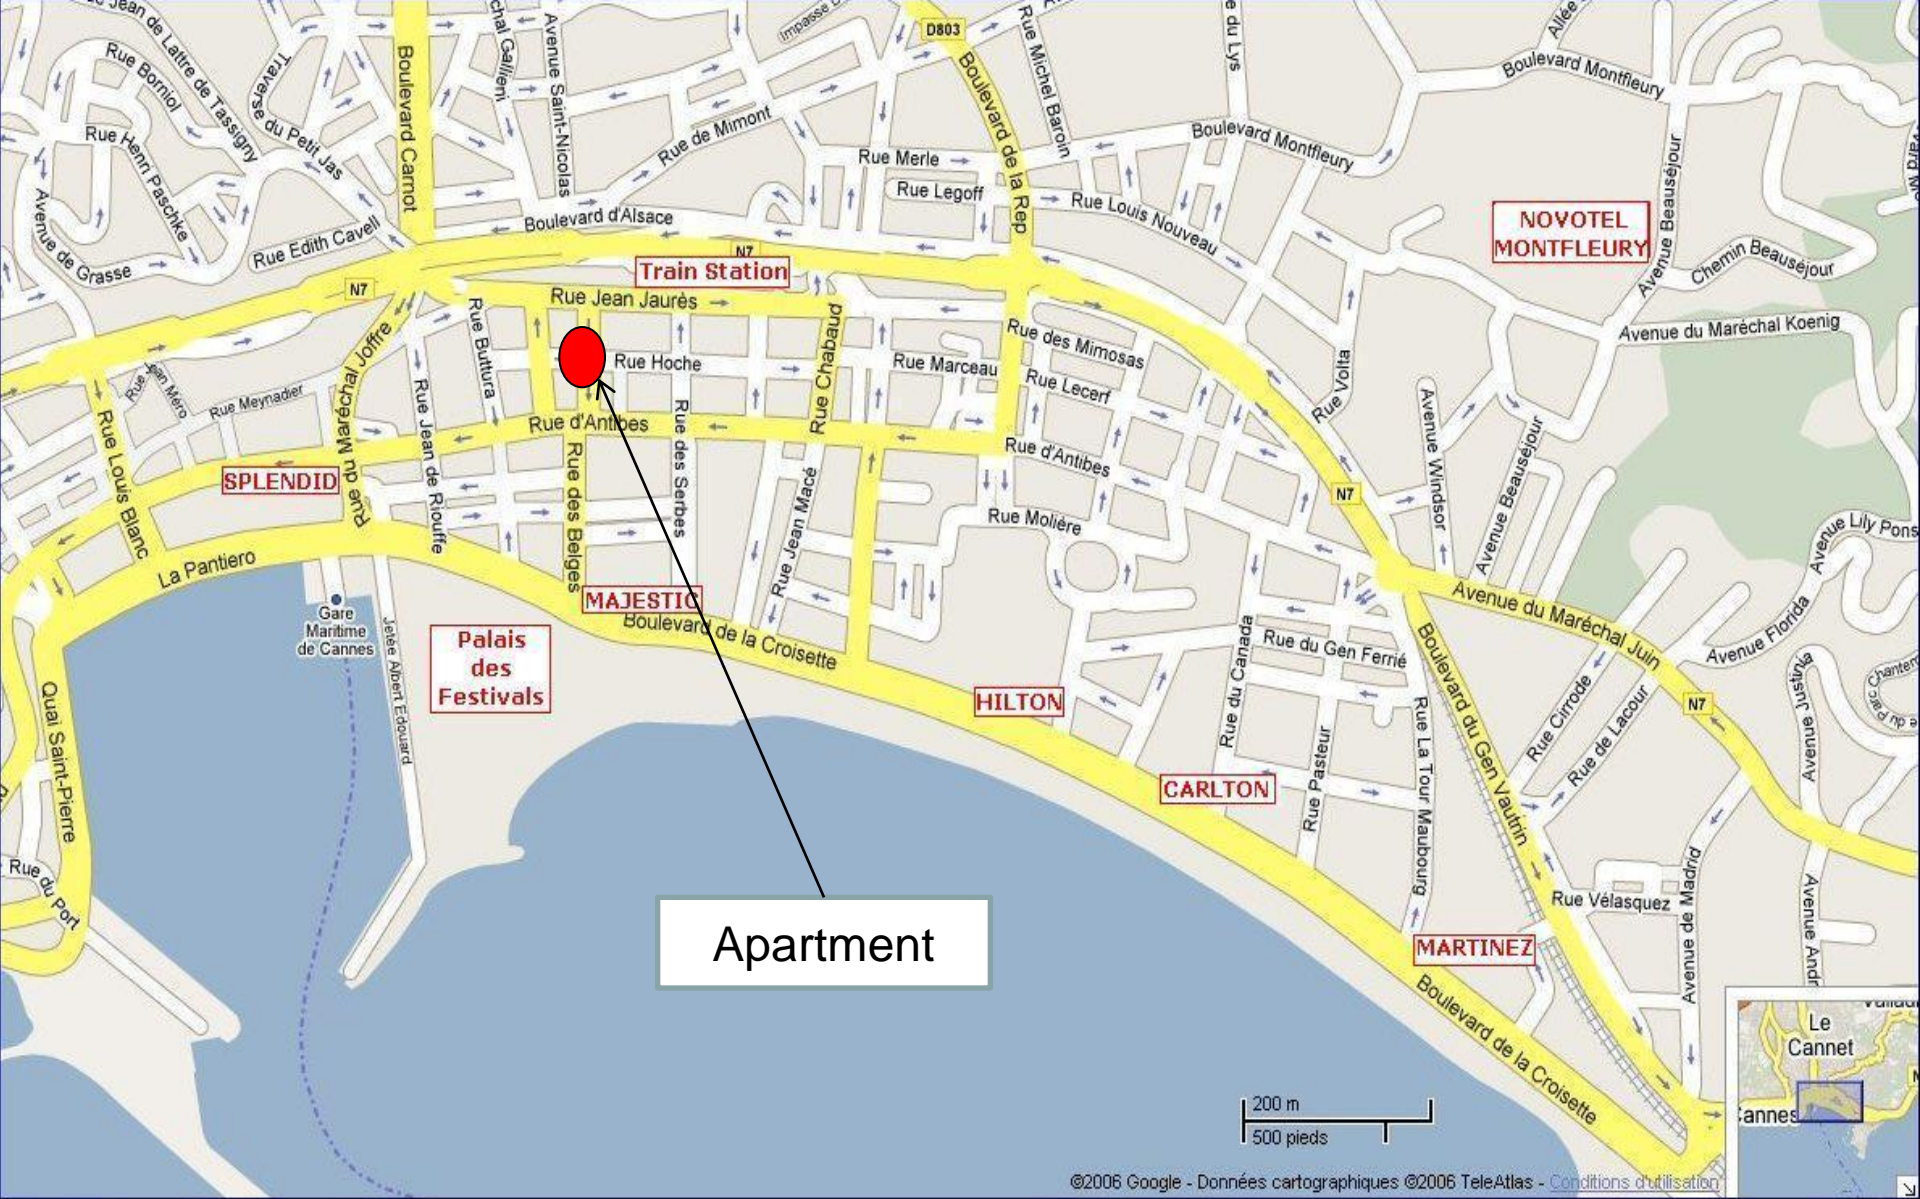 Jean de Lattre de Tassigny
Rue Borniol
Traverse du Petit Jas
Rue Henri Paschke
Avenue de Grasse
Rue Edith Cavell
Boulevard Carnot
Gallieni
Avenue Saint-Nicolas
Impasse
D803
Boulevard de la Rep
Rue Michel Baroin
Rue de Mimont
Rue Merle
Rue Legoff
Rue Louis Nouveau
Boulevard Montfleury
Boulevard Montfleury
du Lys
Allée
NOVOTEL
MONTFLEURY
Avenue Beauséjour
Chemin Beauséjour
Avenue du Maréchal Koenig
Boulevard d'Alsace
N7
Train Station
N7
Rue Jean Jaurès
Rue Buttura
Rue Hoche
Rue Chabaud
Rue Marceau
Rue des Mimosas
Rue Lecerf
Rue Volta
Rue Jean Méro
Rue Meynadier
Rue du Maréchal Joffre
Rue Jean de Riouffe
Rue d'Antibes
Rue d'Antibes
Rue des Serbes
Rue des Belges
Rue Jean Macé
Rue Molière
Rue Louis Blanc
SPLENDID
N7
Avenue Windsor
Avenue Beauséjour
Avenue Lily Pons
La Pantiero
Gare
Maritime
de Cannes
Jetée Albert Edouard
Palais
des
Festivals
MAJESTIC
Boulevard de la Croisette
HILTON
Rue du Canada
Rue du Gen Ferrié
CARLTON
Rue Pasteur
Rue La Tour Maubourg
Boulevard du Gen Vautrin
Avenue du Maréchal Juin
Avenue Florida
N7
Rue Cirrode
Rue de Lacour
Avenue Justinia
Quai Saint-Pierre
Rue du Port
Apartment
Rue Vélasquez
Avenue de Madrid
MARTINEZ
Boulevard de la Croisette
Le
Cannet
200 m
500 pieds
©2006 Google - Données cartographiques ©2006 TeleAtlas - Conditions d'utilisation